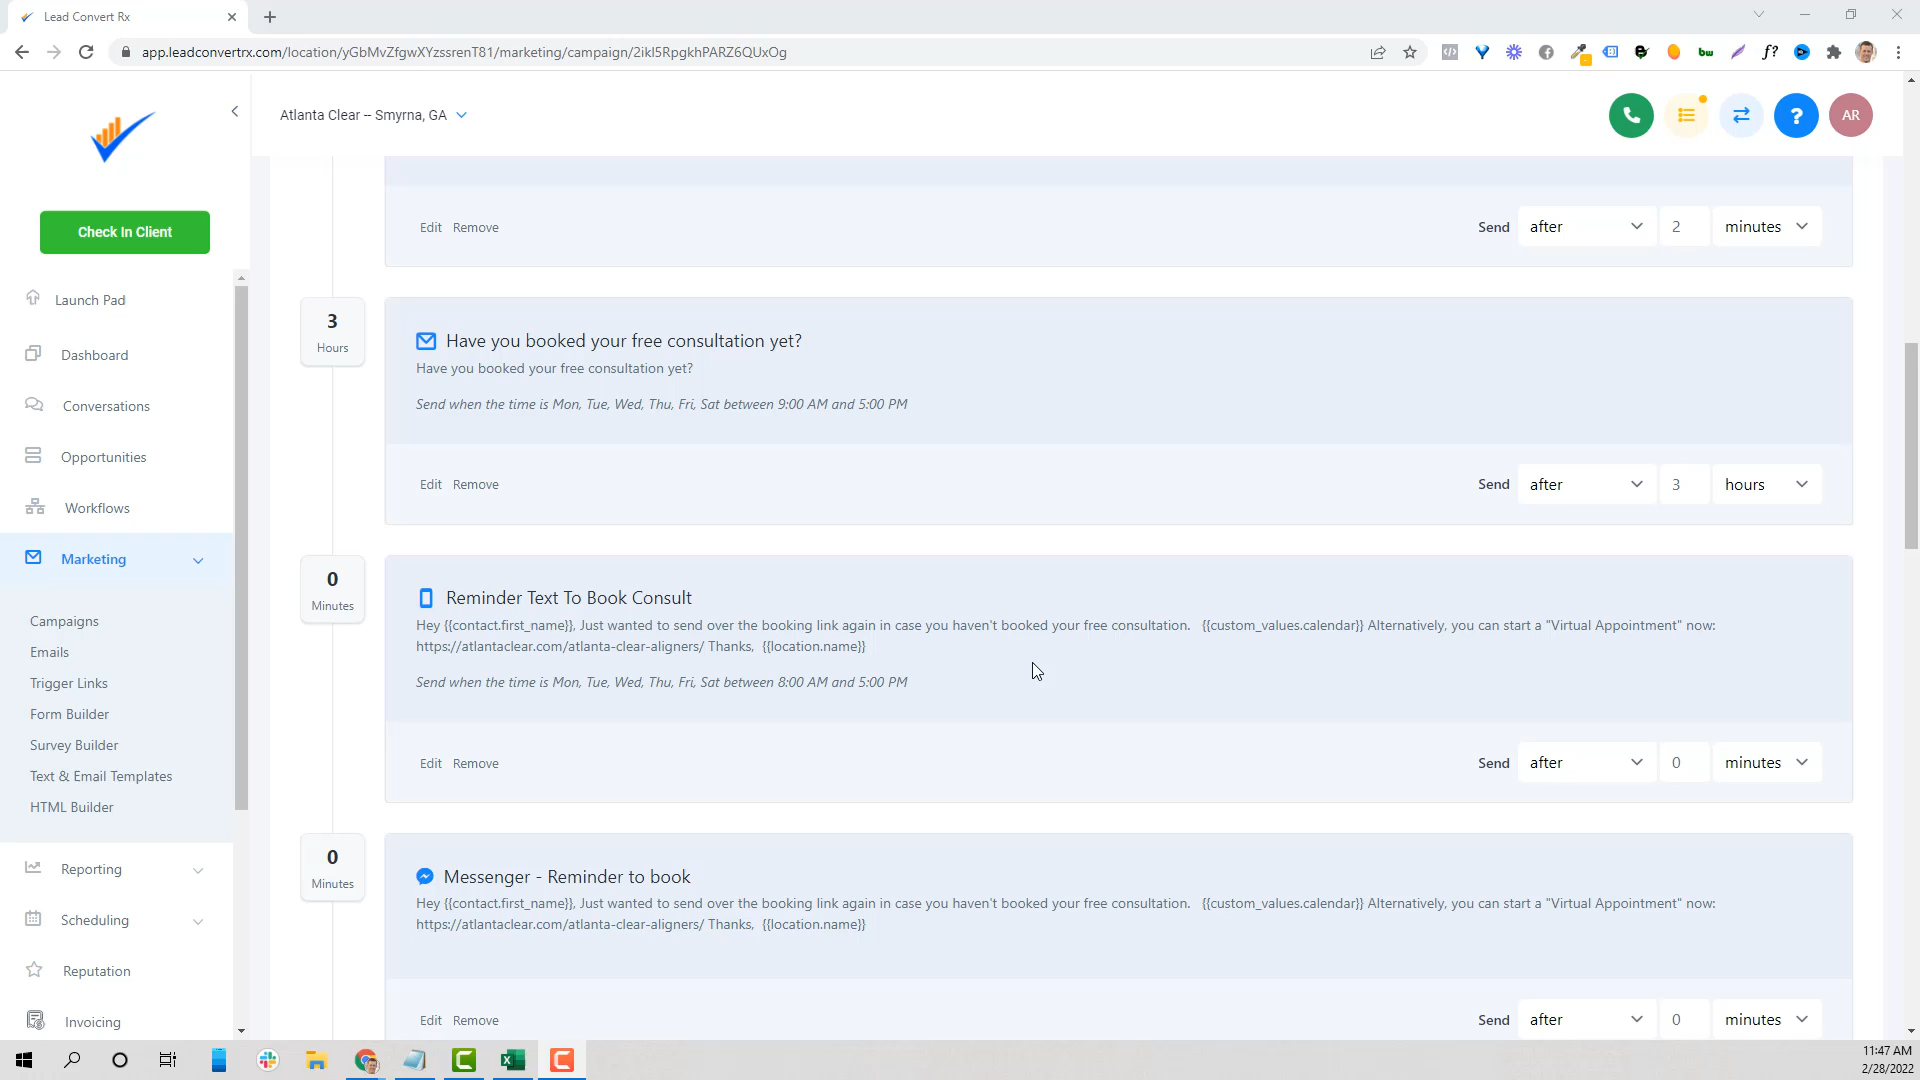 Lead Convert Rx
app.leadconvertrx.com/location/yGbMvZfgwXYzssrenT81/marketing/campaign/2ikl5RpgkhPARZ6QUxOg
bw
f?
Atlanta Clear -- Smyrna, GA
?
AR
Check In Client
Launch Pad
Dashboard
Conversations
Opportunities
Workflows
Marketing
Campaigns
Emails
Trigger Links
Form Builder
Survey Builder
Text & Email Templates
HTML Builder
Reporting
Scheduling
Reputation
Invoicing
Edit Remove
Send after 2 minutes
3
Hours
Have you booked your free consultation yet?
Have you booked your free consultation yet?
Send when the time is Mon, Tue, Wed, Thu, Fri, Sat between 9:00 AM and 5:00 PM
Edit Remove
Send after 3 hours
0
Minutes
Reminder Text To Book Consult
Hey {{contact.first_name}}, Just wanted to send over the booking link again in case you haven't booked your free consultation. {{custom_values.calendar}} Alternatively, you can start a "Virtual Appointment" now:
https://atlantaclear.com/atlanta-clear-aligners/ Thanks, {{location.name}}
Send when the time is Mon, Tue, Wed, Thu, Fri, Sat between 8:00 AM and 5:00 PM
Edit Remove
Send after 0 minutes
0
Minutes
Messenger - Reminder to book
Hey {{contact.first_name}}, Just wanted to send over the booking link again in case you haven't booked your free consultation. {{custom_values.calendar}} Alternatively, you can start a "Virtual Appointment" now:
https://atlantaclear.com/atlanta-clear-aligners/ Thanks, {{location.name}}
Edit Remove
Send after 0 minutes
11:47 AM
2/28/2022